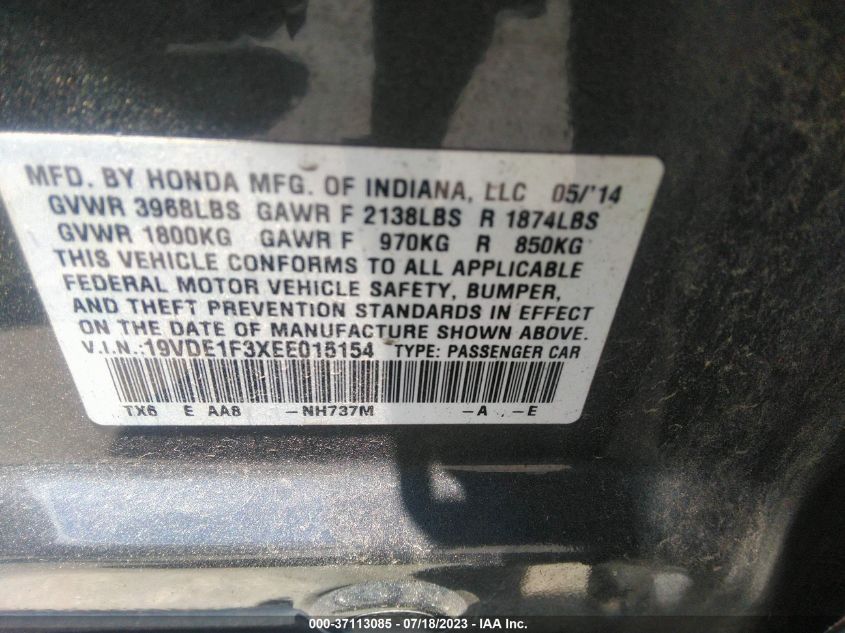 MFD. BY HONDA MFG. OF INDIANA, LLC 05/'14
GVWR 3968LBS GAWR F 2138LBS R 1874LBS
GVWR 1800KG GAWR F 970KG R 850KG
THIS VEHICLE CONFORMS TO ALL APPLICABLE
FEDERAL MOTOR VEHICLE SAFETY, BUMPER,
AND THEFT PREVENTION STANDARDS IN EFFECT
ON THE DATE OF MANUFACTURE SHOWN ABOVE.
V.I.N.:19VDE1F3XEE015154 TYPE: PASSENGER CAR
TX6 E AA8 -NH737M -A -E
000-37113085 - 07/18/2023 - IAA Inc.